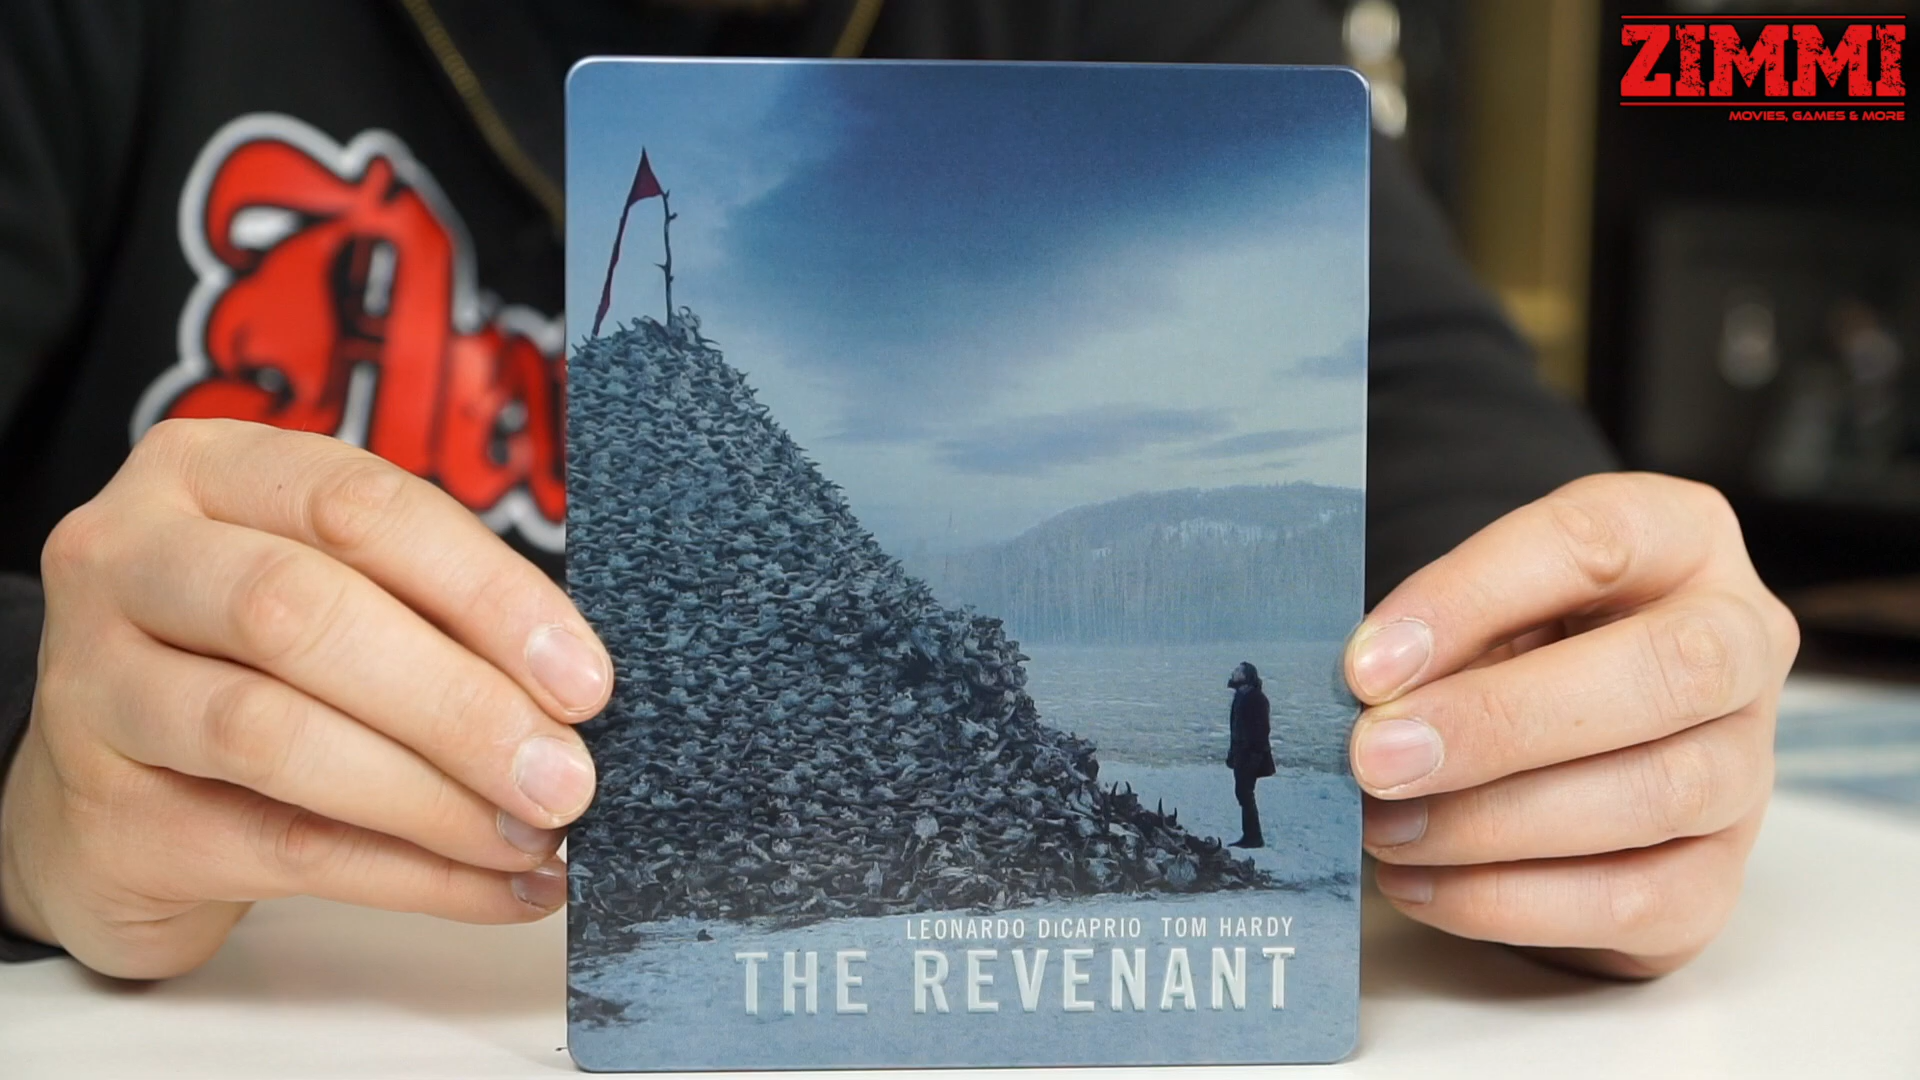 ZIMMI
MOVIES, GAMES & MORE
LEONARDO DiCAPRIO TOM HARDY
THE REVENANT